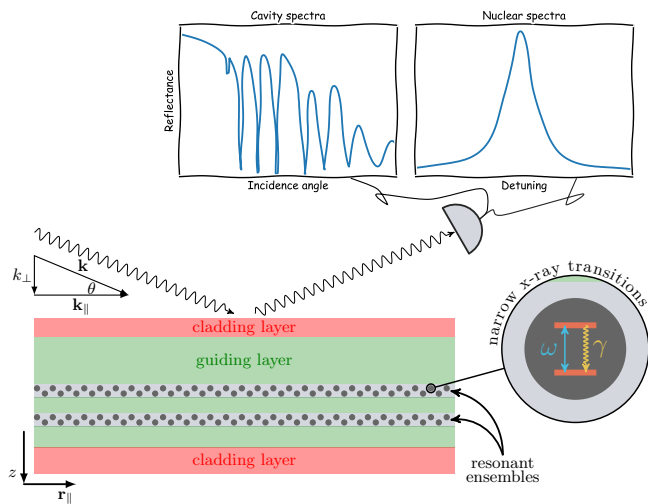 Cavity spectra
Nuclear spectra
Reflectance
Incidence angle
Detuning
k
k⊥
θ
k∥
narrow x-ray transitions
ω
γ
cladding layer
guiding layer
cladding layer
resonant
ensembles
z
r∥